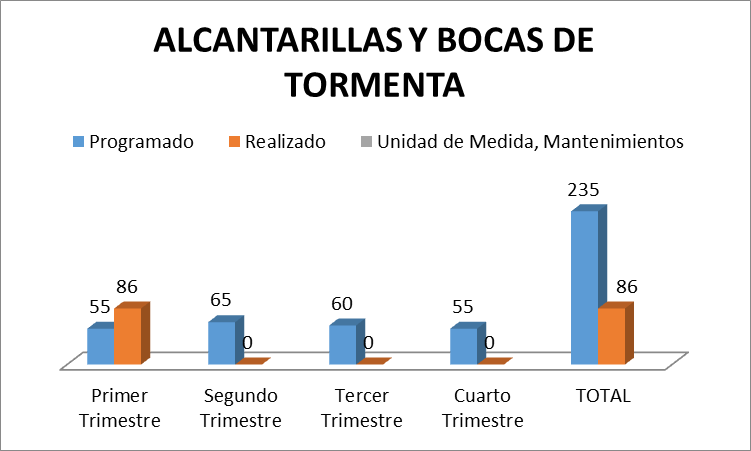 ALCANTARILLAS Y BOCAS DE
TORMENTA
Programado Realizado Unidad de Medida, Mantenimientos
235
86 86
55 65 60 55
0 0 0
Primer Segundo Tercer Cuarto TOTAL
Trimestre Trimestre Trimestre Trimestre